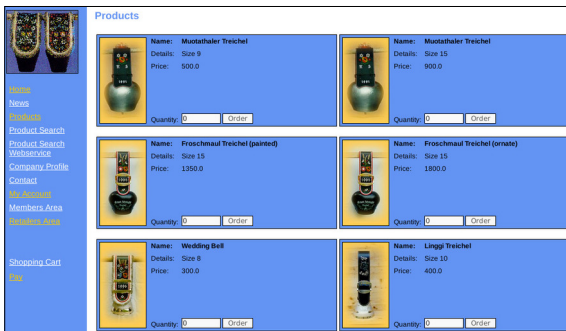 Products
Home
News
Products
Product Search
Product Search
Webservice
Company Profile
Contact
My Account
Members Area
Retailers Area
Shopping Cart
Pay
Name: Muotathaler Treichel
Details: Size 9
Price: 500.0
Quantity: 0 Order
Name: Muotathaler Treichel
Details: Size 15
Price: 900.0
Quantity: 0 Order
Name: Froschmaul Treichel (painted)
Details: Size 15
Price: 1350.0
Quantity: 0 Order
Name: Froschmaul Treichel (ornate)
Details: Size 15
Price: 1800.0
Quantity: 0 Order
Name: Wedding Bell
Details: Size 8
Price: 300.0
Quantity: 0 Order
Name: Linggi Treichel
Details: Size 10
Price: 400.0
Quantity: 0 Order